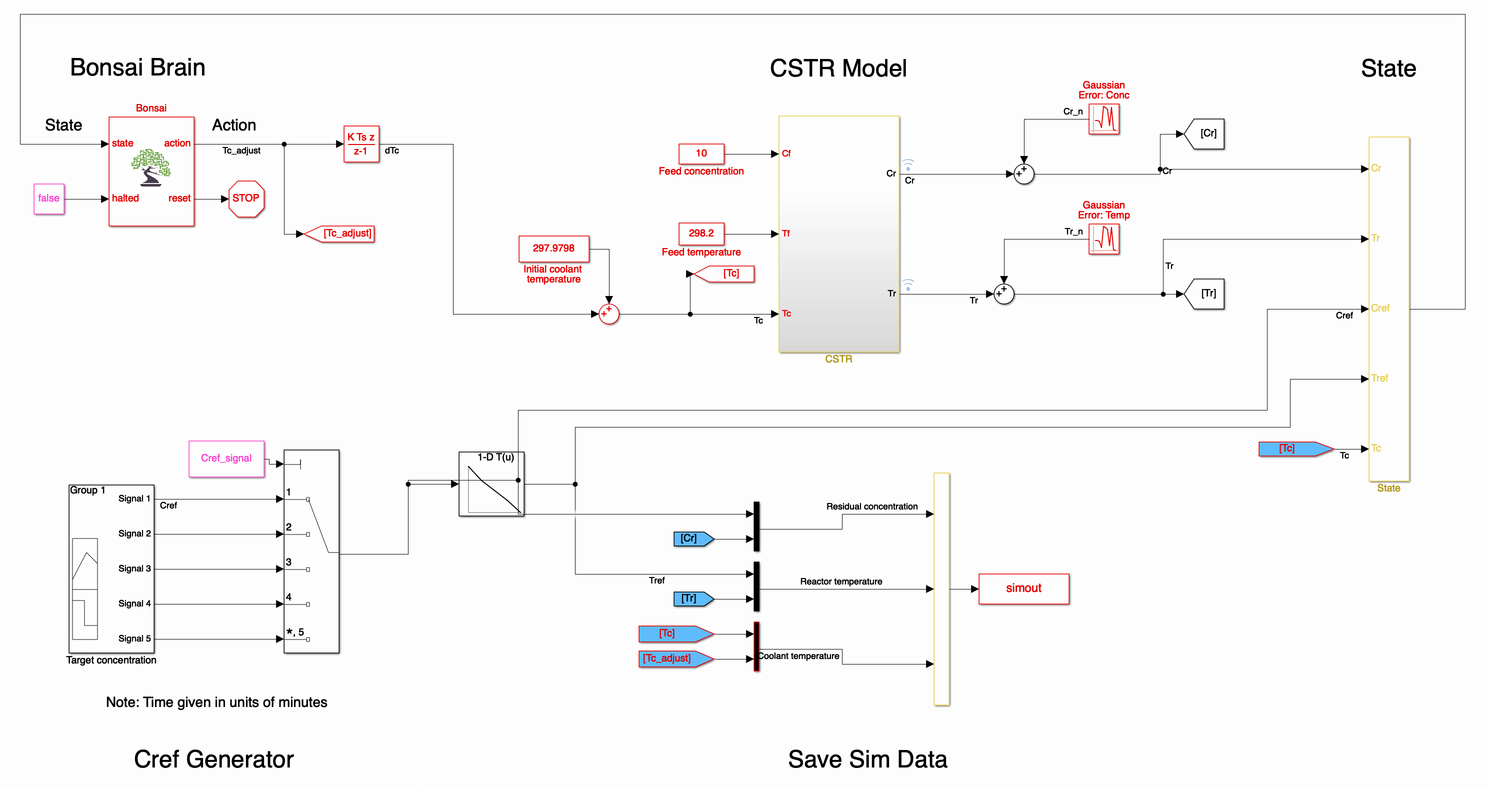 Bonsai Brain
CSTR Model
State
Bonsai
State
Action
state
action
Tc_adjust
halted
reset
false
STOP
[Tc_adjust]
K Ts z
z-1
dTc
297.9798
Initial coolant
temperature
10
Feed concentration
298.2
Feed temperature
[Tc]
Tc
Cf
Tf
Tc
Cr
Tr
CSTR
Cr
Tr
Gaussian
Error: Conc
Cr_n
[Cr]
Cr
Gaussian
Error: Temp
Tr_n
Tr
[Tr]
Cr
Tr
Cref
Cref
Tref
[Tc]
Tc
Tc
State
Cref_signal
Group 1
Signal 1
Cref
Signal 2
Signal 3
Signal 4
Signal 5
Target concentration
1
2
3
4
*, 5
1-D T(u)
Residual concentration
[Cr]
Tref
Reactor temperature
[Tr]
[Tc]
[Tc_adjust]
Coolant temperature
simout
Note: Time given in units of minutes
Cref Generator
Save Sim Data